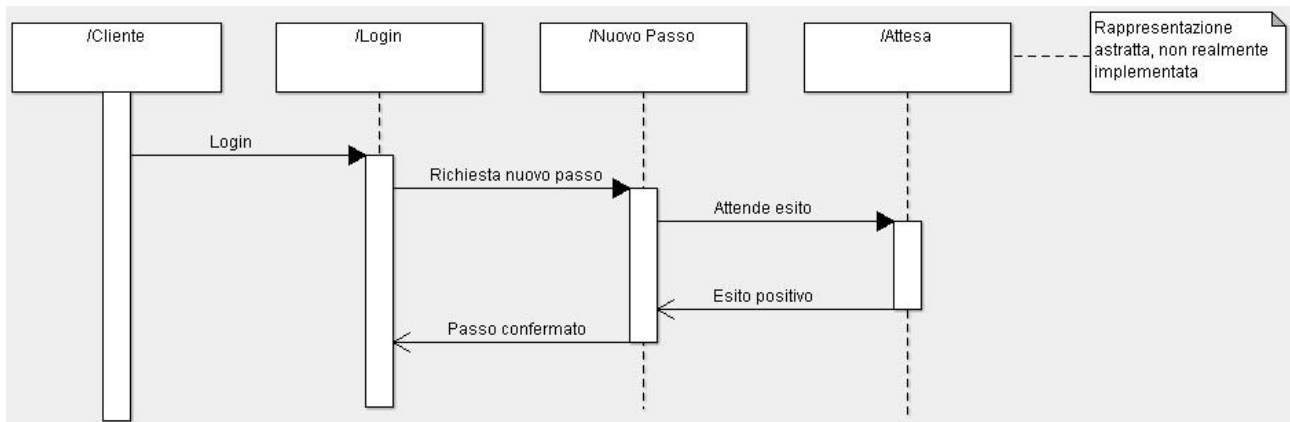 /Cliente
/Login
/Nuovo Passo
/Attesa
Rappresentazione
astratta, non realmente
implementata
Login
Richiesta nuovo passo
Attende esito
Esito positivo
Passo confermato